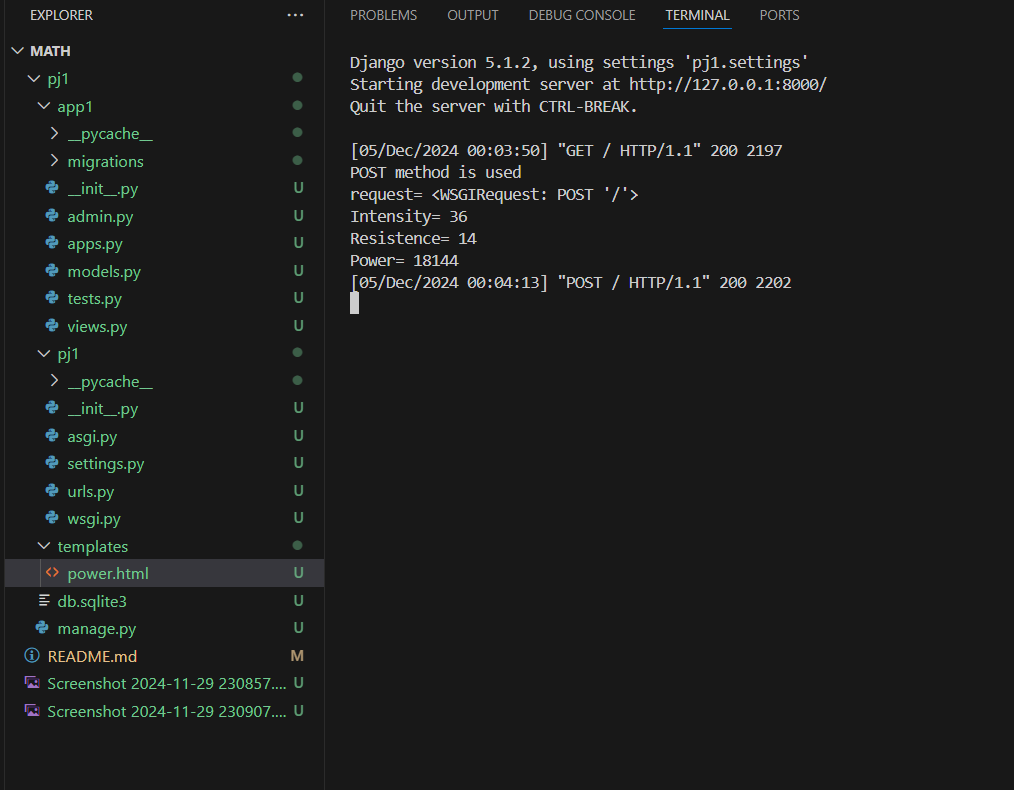 EXPLORER
MATH
pj1
app1
__pycache__
migrations
__init__.py U
admin.py U
apps.py U
models.py U
tests.py U
views.py U
pj1
__pycache__
__init__.py U
asgi.py U
settings.py U
urls.py U
wsgi.py U
templates
power.html U
db.sqlite3 U
manage.py U
README.md M
Screenshot 2024-11-29 230857.... U
Screenshot 2024-11-29 230907.... U
PROBLEMS OUTPUT DEBUG CONSOLE TERMINAL PORTS
Django version 5.1.2, using settings 'pj1.settings'
Starting development server at http://127.0.0.1:8000/
Quit the server with CTRL-BREAK.
[05/Dec/2024 00:03:50] "GET / HTTP/1.1" 200 2197
POST method is used
request= <WSGIRequest: POST '/'>
Intensity= 36
Resistence= 14
Power= 18144
[05/Dec/2024 00:04:13] "POST / HTTP/1.1" 200 2202